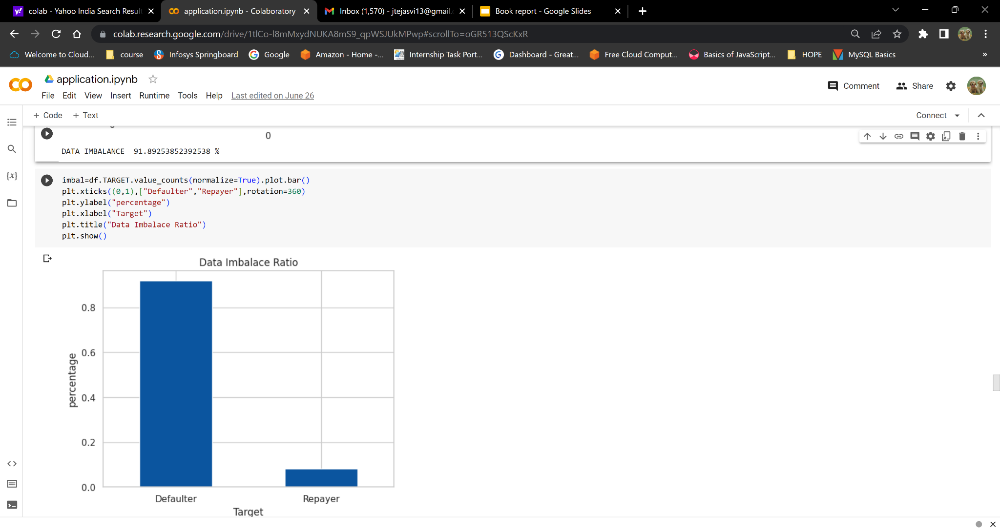 colab - Yahoo India Search Result
application.ipynb - Colaboratory
Inbox (1,570) - jtejasvi13@gmail.
Book report - Google Slides
colab.research.google.com/drive/1tlCo-I8mMxydNUKA8mS9_qpWSJUkMPwp#scrollTo=oGR513QScKxR
Welcome to Cloud...
course
Infosys Springboard
Google
Amazon - Home -...
Internship Task Port...
Dashboard - Great...
Free Cloud Comput...
Basics of JavaScript...
HOPE
MySQL Basics
»
application.ipynb
Comment
Share
File Edit View Insert Runtime Tools Help Last edited on June 26
+ Code + Text
Connect
0
DATA IMBALANCE 91.89253852392538 %
{x}
imbal=df.TARGET.value_counts(normalize=True).plot.bar()
plt.xticks((0,1),["Defaulter","Repayer"],rotation=360)
plt.ylabel("percentage")
plt.xlabel("Target")
plt.title("Data Imbalace Ratio")
plt.show()
Data Imbalace Ratio
0.8
0.6
0.4
0.2
0.0
percentage
Defaulter
Repayer
Target